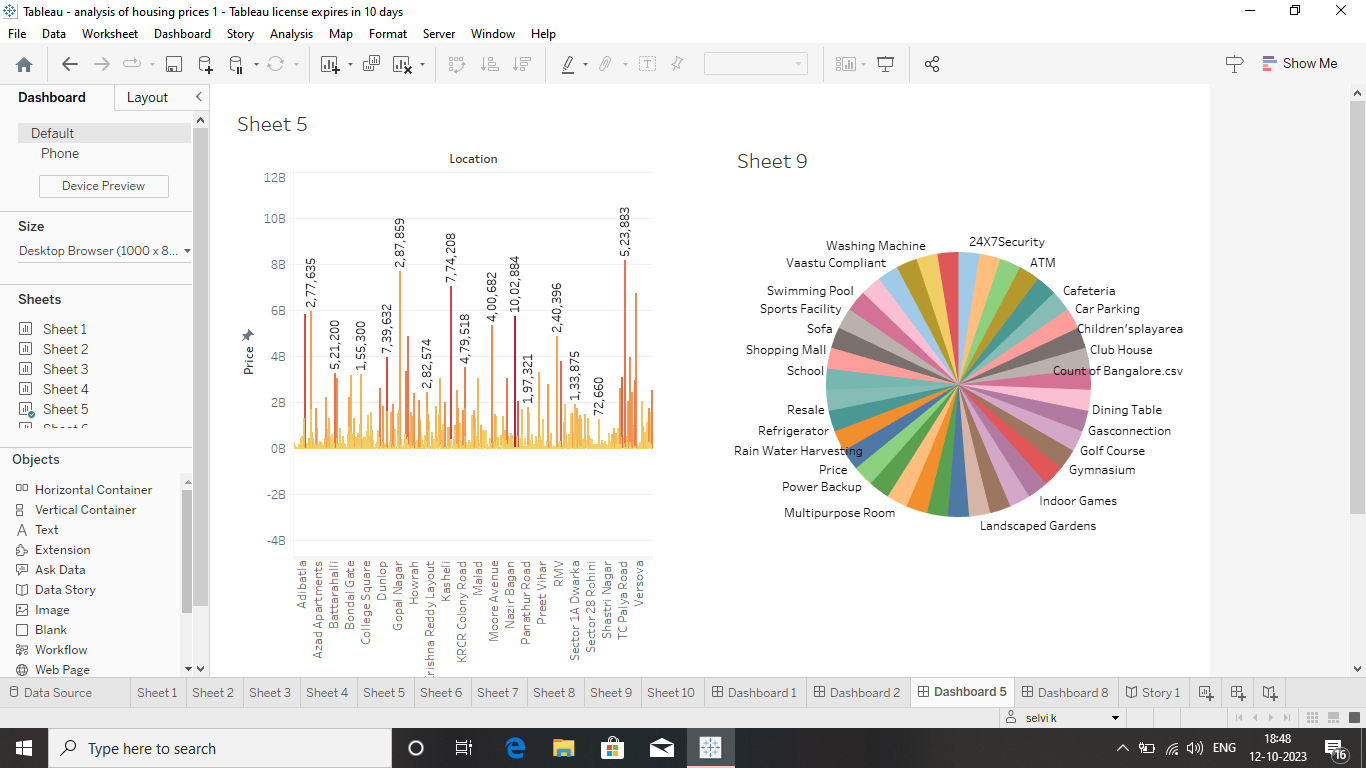 Tableau - analysis of housing prices 1 - Tableau license expires in 10 days
File Data Worksheet Dashboard Story Analysis Map Format Server Window Help
Show Me
Dashboard Layout
Default
Phone
Device Preview
Size
Desktop Browser (1000 x 8...
Sheets
Sheet 1
Sheet 2
Sheet 3
Sheet 4
Sheet 5
Objects
Horizontal Container
Vertical Container
Text
Extension
Ask Data
Data Story
Image
Blank
Workflow
Web Page
Sheet 5
Location
Price
12B
10B
8B
6B
4B
2B
0B
-2B
-4B
2,77,635
5,21,200
1,55,300
7,39,632
2,87,859
2,82,574
7,74,208
4,79,518
4,00,682
10,02,884
1,97,321
2,40,396
1,33,875
72,660
5,23,883
Adibatla
Azad Apartments
Battarahalli
Bondal Gate
College Square
Dunlop
Gopal Nagar
Howrah
rishna Reddy Layout
Kasheli
KRCR Colony Road
Malad
Moore Avenue
Nazir Bagan
Panathur Road
Preet Vihar
RMV
Sector 1A Dwarka
Sector 28 Rohini
Shastri Nagar
TC Palya Road
Versova
Sheet 9
24X7Security
ATM
Cafeteria
Car Parking
Children'splayarea
Club House
Count of Bangalore.csv
Dining Table
Gasconnection
Golf Course
Gymnasium
Indoor Games
Landscaped Gardens
Multipurpose Room
Power Backup
Price
Rain Water Harvesting
Refrigerator
Resale
School
Shopping Mall
Sofa
Sports Facility
Swimming Pool
Vaastu Compliant
Washing Machine
Data Source Sheet 1 Sheet 2 Sheet 3 Sheet 4 Sheet 5 Sheet 6 Sheet 7 Sheet 8 Sheet 9 Sheet 10 Dashboard 1 Dashboard 2 Dashboard 5 Dashboard 8 Story 1
selvi k
Type here to search
ENG
18:48
12-10-2023
16